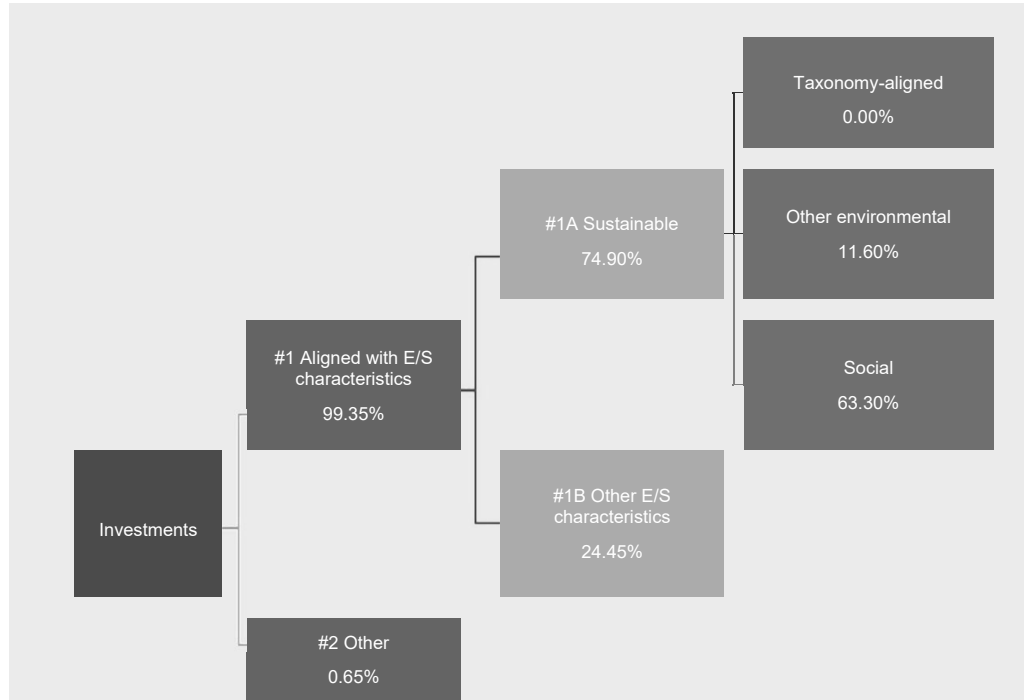 Taxonomy-aligned
0.00%
#1A Sustainable
74.90%
Other environmental
11.60%
#1 Aligned with E/S
characteristics
99.35%
Social
63.30%
Investments
#1B Other E/S
characteristics
24.45%
#2 Other
0.65%